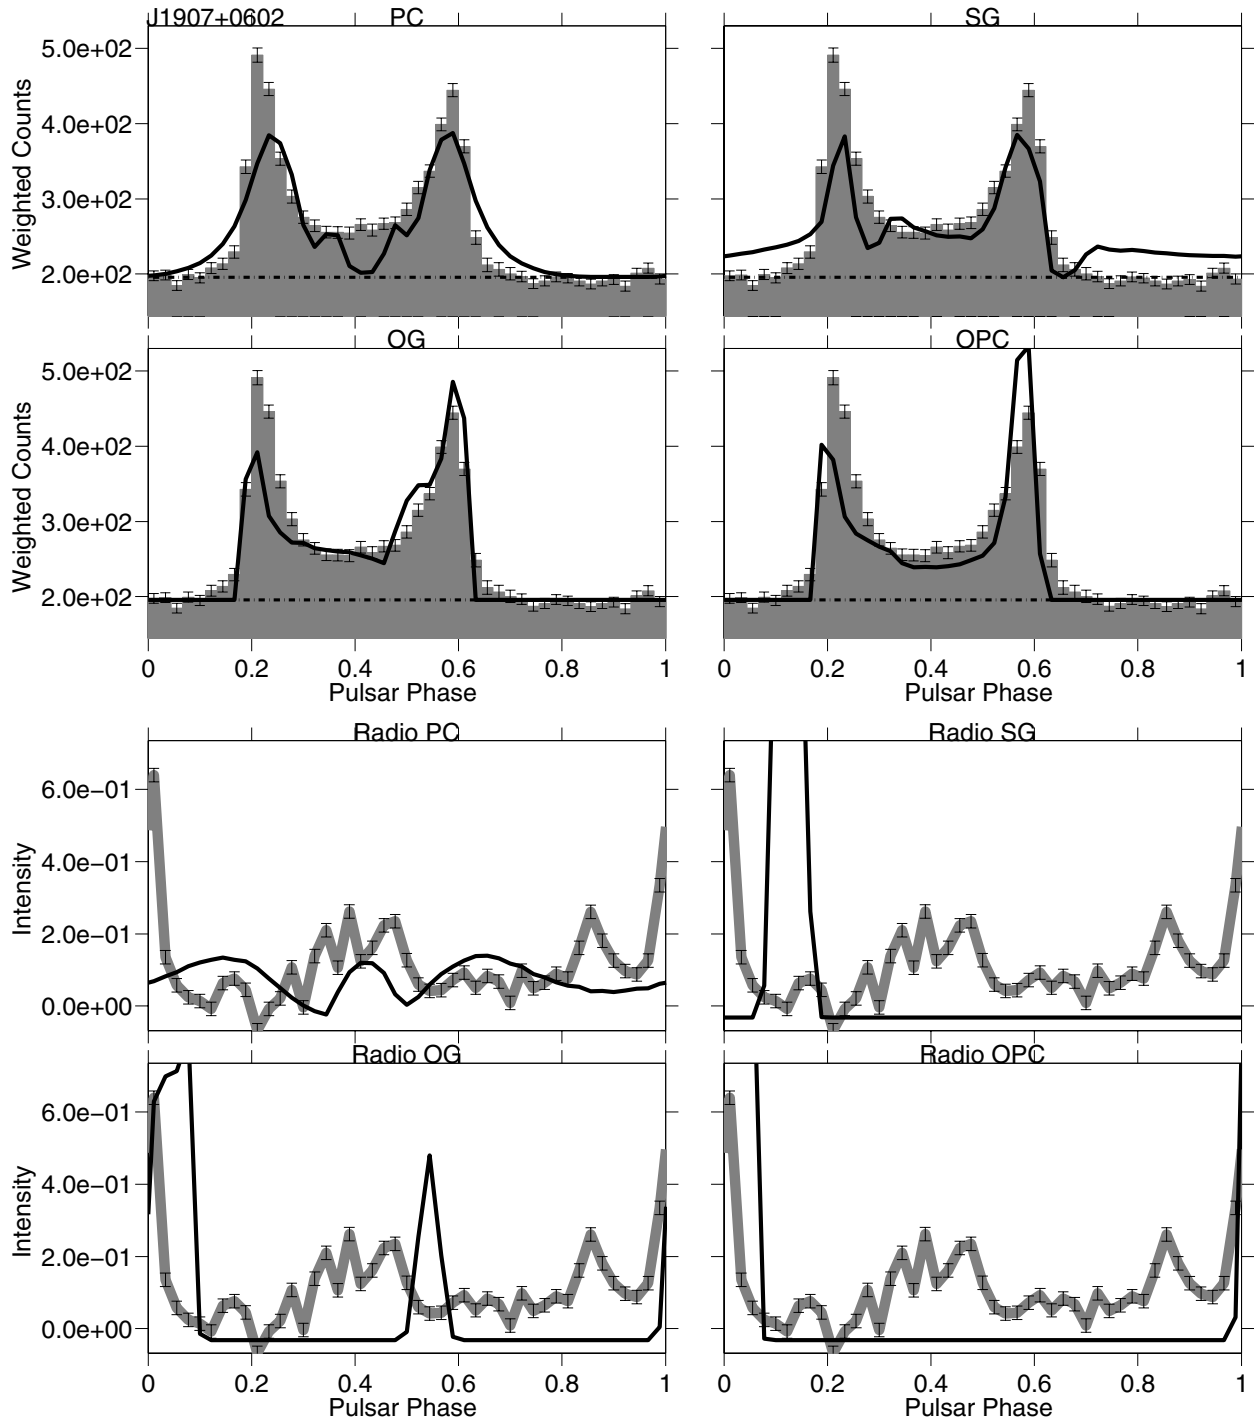 J1907+0602 PC SG
5.0e+02
4.0e+02
3.0e+02
2.0e+02
Weighted Counts
OG OPC
5.0e+02
4.0e+02
3.0e+02
2.0e+02
Weighted Counts
0 0.2 0.4 0.6 0.8 1 0 0.2 0.4 0.6 0.8 1
Pulsar Phase Pulsar Phase
Radio PC Radio SG
6.0e−01
4.0e−01
2.0e−01
0.0e+00
Intensity
Radio OG Radio OPC
6.0e−01
4.0e−01
2.0e−01
0.0e+00
Intensity
0 0.2 0.4 0.6 0.8 1 0 0.2 0.4 0.6 0.8 1
Pulsar Phase Pulsar Phase